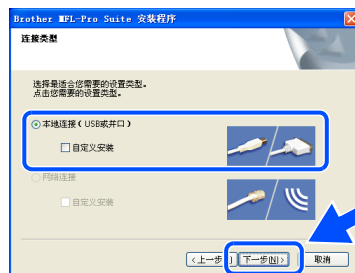 Brother MFL-Pro Suite 安装程序
连接类型
选择最适合您需要的设置类型。
点击您需要的设置类型。
本地连接（USB或并口）
自定义安装
网络连接
自定义安装
<上一步 下一步(N)> 取消